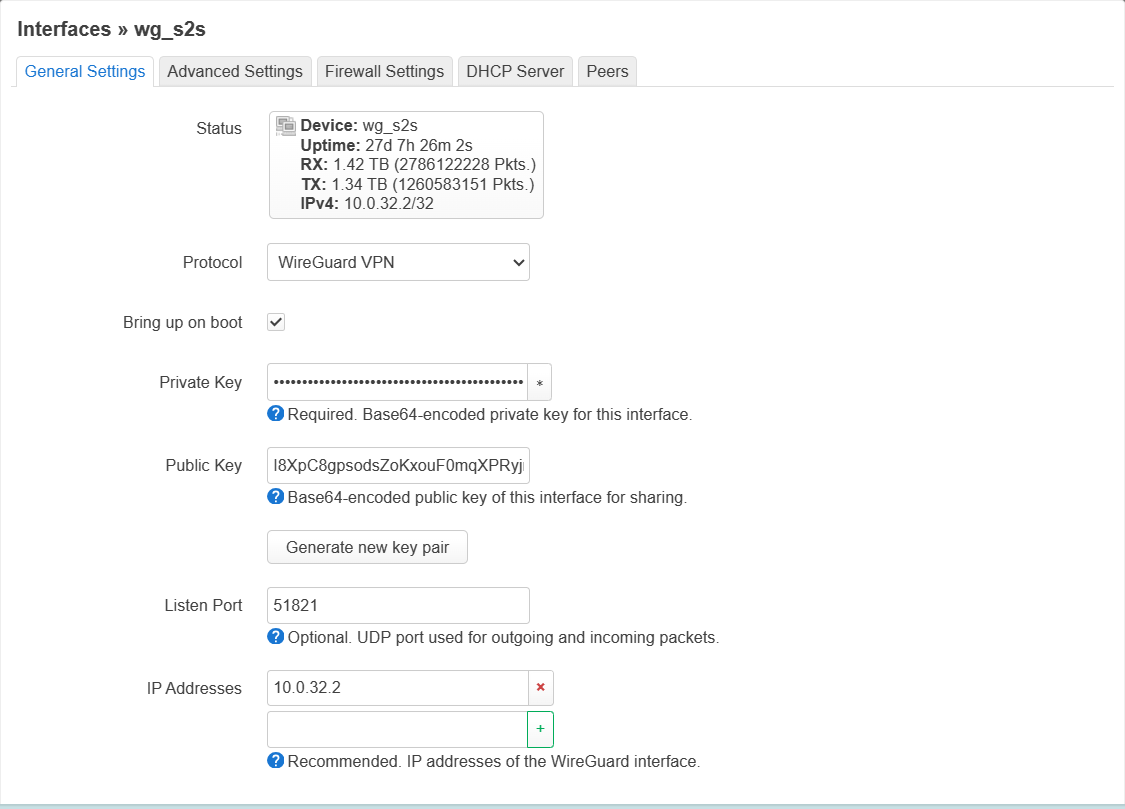 Interfaces » wg_s2s
General Settings
Advanced Settings
Firewall Settings
DHCP Server
Peers
Status
Device: wg_s2s
Uptime: 27d 7h 26m 2s
RX: 1.42 TB (2786122228 Pkts.)
TX: 1.34 TB (1260583151 Pkts.)
IPv4: 10.0.32.2/32
Protocol
WireGuard VPN
Bring up on boot
Private Key
*
Required. Base64-encoded private key for this interface.
Public Key
I8XpC8gpsodsZoKxouF0mqXPRyj
Base64-encoded public key of this interface for sharing.
Generate new key pair
Listen Port
51821
Optional. UDP port used for outgoing and incoming packets.
IP Addresses
10.0.32.2
Recommended. IP addresses of the WireGuard interface.